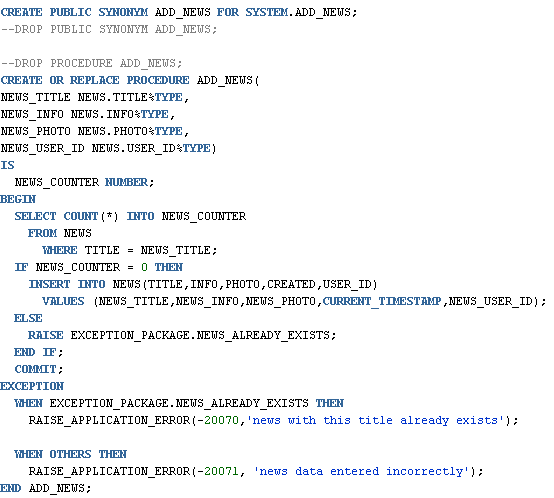 CREATE PUBLIC SYNONYM ADD_NEWS FOR SYSTEM.ADD_NEWS;
--DROP PUBLIC SYNONYM ADD_NEWS;

--DROP PROCEDURE ADD_NEWS;
CREATE OR REPLACE PROCEDURE ADD_NEWS(
NEWS_TITLE NEWS.TITLE%TYPE,
NEWS_INFO NEWS.INFO%TYPE,
NEWS_PHOTO NEWS.PHOTO%TYPE,
NEWS_USER_ID NEWS.USER_ID%TYPE)
IS
  NEWS_COUNTER NUMBER;
BEGIN
  SELECT COUNT(*) INTO NEWS_COUNTER
    FROM NEWS
      WHERE TITLE = NEWS_TITLE;
  IF NEWS_COUNTER = 0 THEN
    INSERT INTO NEWS(TITLE,INFO,PHOTO,CREATED,USER_ID)
      VALUES (NEWS_TITLE,NEWS_INFO,NEWS_PHOTO,CURRENT_TIMESTAMP,NEWS_USER_ID);
  ELSE
    RAISE EXCEPTION_PACKAGE.NEWS_ALREADY_EXISTS;
  END IF;
  COMMIT;
EXCEPTION
  WHEN EXCEPTION_PACKAGE.NEWS_ALREADY_EXISTS THEN
    RAISE_APPLICATION_ERROR(-20070,'news with this title already exists');

  WHEN OTHERS THEN
    RAISE_APPLICATION_ERROR(-20071, 'news data entered incorrectly');
END ADD_NEWS;